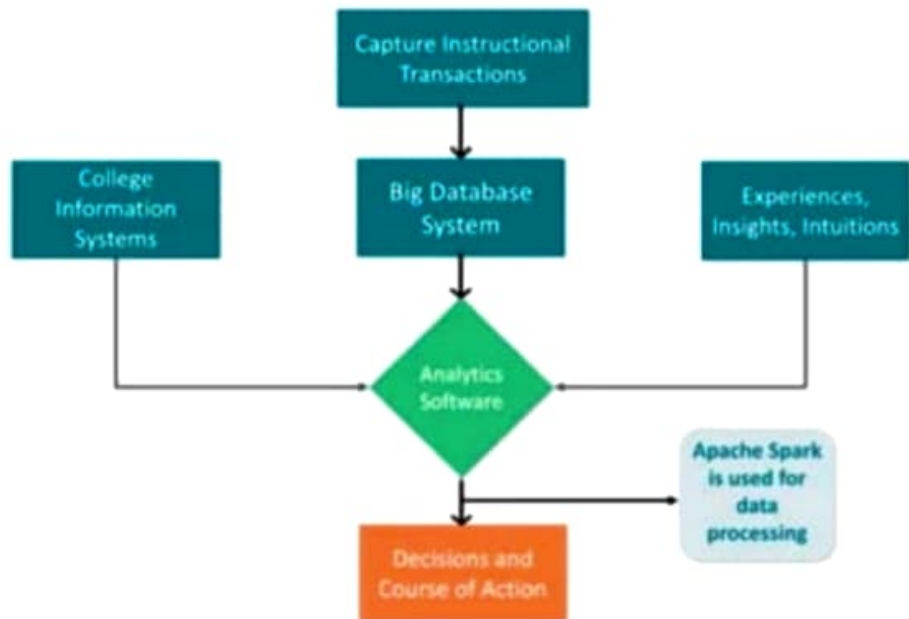 Capture Instructional
Transactions
College
Information
Systems
Big Database
System
Experiences,
Insights, Intuitions
Analytics
Software
Apache Spark
is used for
data
processing
Decisions and
Course of Action